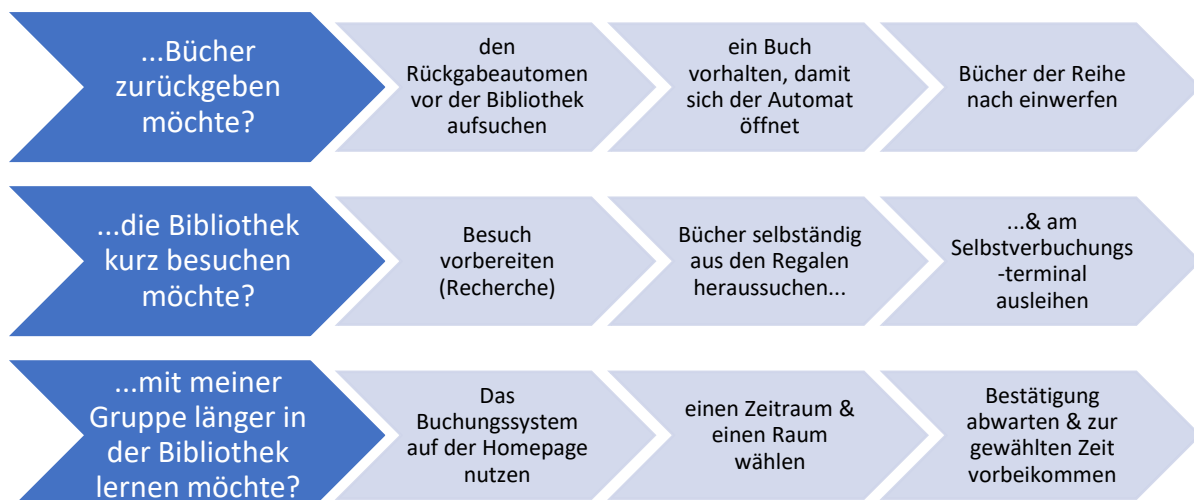 ...Bücher
zurückgeben
möchte?
den
Rückgabeautomen
vor der Bibliothek
aufsuchen
ein Buch
vorhalten, damit
sich der Automat
öffnet
Bücher der Reihe
nach einwerfen
...die Bibliothek
kurz besuchen
möchte?
Besuch
vorbereiten
(Recherche)
Bücher selbständig
aus den Regalen
heraussuchen...
...& am
Selbstverbuchungs
-terminal
ausleihen
...mit meiner
Gruppe länger in
der Bibliothek
lernen möchte?
Das
Buchungssystem
auf der Homepage
nutzen
einen Zeitraum &
einen Raum
wählen
Bestätigung
abwarten & zur
gewählten Zeit
vorbeikommen